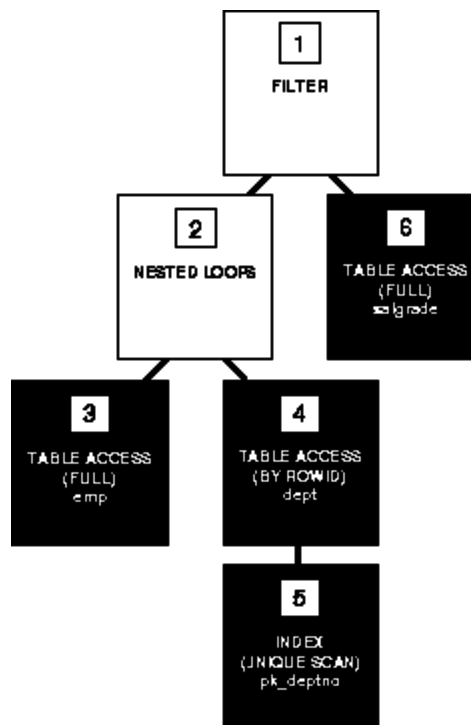 1
FILTER
2
NESTED LOOPS
6
TABLE ACCESS
(FULL)
salgrade
3
TABLE ACCESS
(FULL)
emp
4
TABLE ACCESS
(BY ROWID)
dept
5
INDEX
(UNIQUE SCAN)
pk_deptno